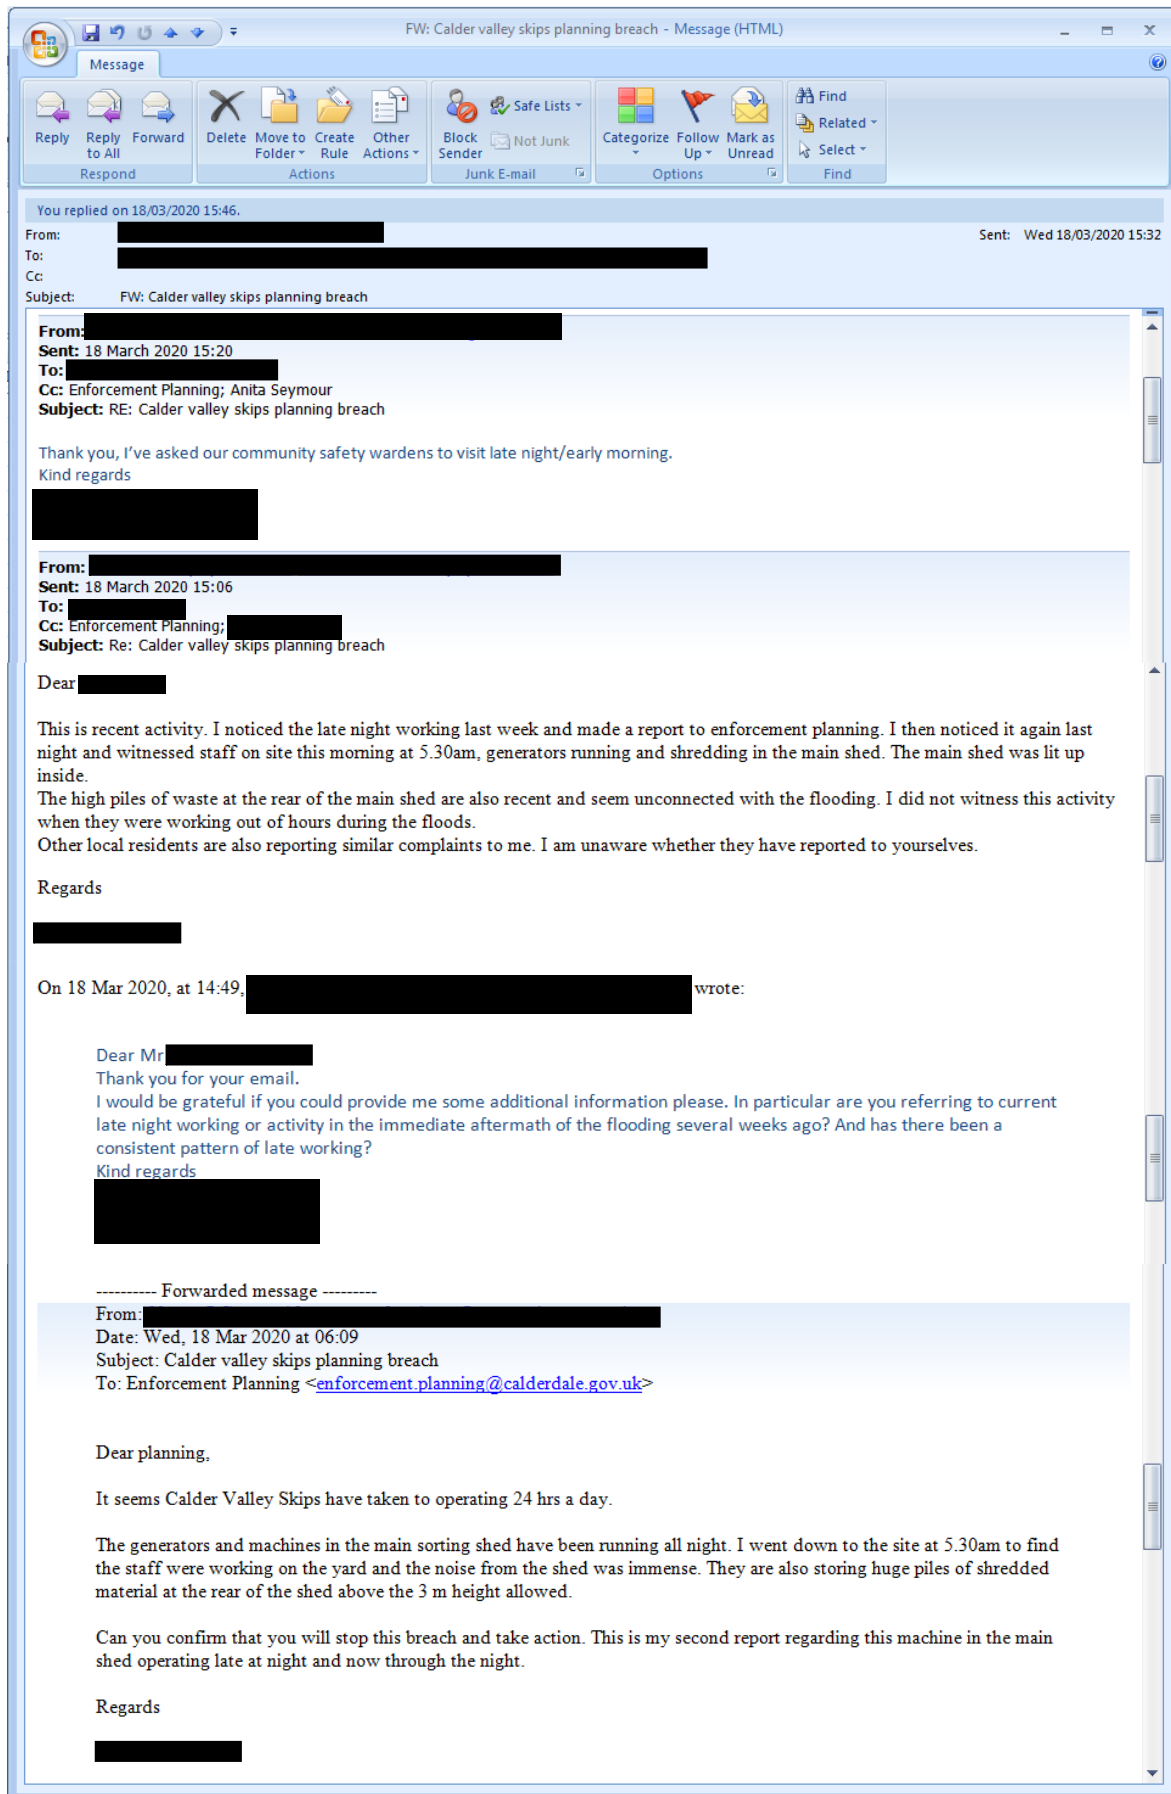 FW: Calder valley skips planning breach - Message (HTML)
Message
Reply
Reply to All
Forward
Respond
Delete
Move to Folder
Create Rule
Other Actions
Actions
Block Sender
Safe Lists
Not Junk
Junk E-mail
Categorize
Follow Up
Mark as Unread
Options
Find
Related
Select
Find
You replied on 18/03/2020 15:46.
From:
Sent: Wed 18/03/2020 15:32
To:
Cc:
Subject: FW: Calder valley skips planning breach
From:
Sent: 18 March 2020 15:20
To:
Cc: Enforcement Planning; Anita Seymour
Subject: RE: Calder valley skips planning breach
Thank you, I've asked our community safety wardens to visit late night/early morning.
Kind regards
From:
Sent: 18 March 2020 15:06
To:
Cc: Enforcement Planning;
Subject: Re: Calder valley skips planning breach
Dear
This is recent activity. I noticed the late night working last week and made a report to enforcement planning. I then noticed it again last
night and witnessed staff on site this morning at 5.30am, generators running and shredding in the main shed. The main shed was lit up
inside.
The high piles of waste at the rear of the main shed are also recent and seem unconnected with the flooding. I did not witness this activity
when they were working out of hours during the floods.
Other local residents are also reporting similar complaints to me. I am unaware whether they have reported to yourselves.
Regards
On 18 Mar 2020, at 14:49, wrote:
Dear Mr
Thank you for your email.
I would be grateful if you could provide me some additional information please. In particular are you referring to current
late night working or activity in the immediate aftermath of the flooding several weeks ago? And has there been a
consistent pattern of late working?
Kind regards
---------- Forwarded message ---------
From:
Date: Wed, 18 Mar 2020 at 06:09
Subject: Calder valley skips planning breach
To: Enforcement Planning <enforcement.planning@calderdale.gov.uk>
Dear planning,
It seems Calder Valley Skips have taken to operating 24 hrs a day.
The generators and machines in the main sorting shed have been running all night. I went down to the site at 5.30am to find
the staff were working on the yard and the noise from the shed was immense. They are also storing huge piles of shredded
material at the rear of the shed above the 3 m height allowed.
Can you confirm that you will stop this breach and take action. This is my second report regarding this machine in the main
shed operating late at night and now through the night.
Regards